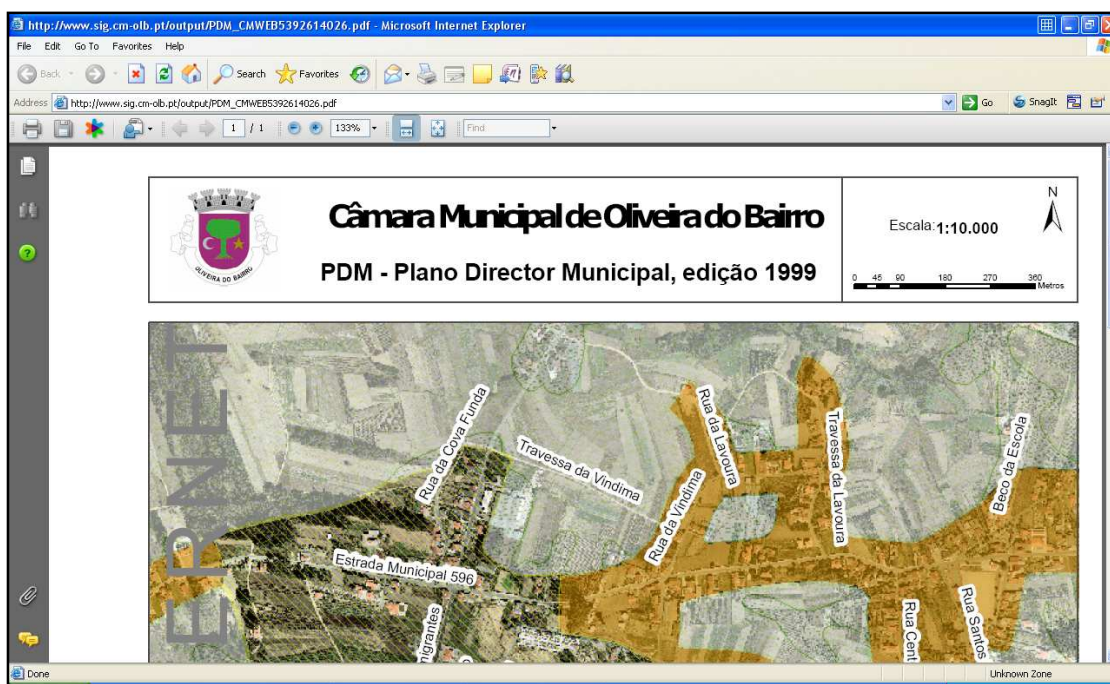 http://www.sig.cm-olb.pt/output/PDM_CMWEB5392614026.pdf - Microsoft Internet Explorer
File Edit Go To Favorites Help
Back Search Favorites
Address http://www.sig.cm-olb.pt/output/PDM_CMWEB5392614026.pdf Go SnagIt
1 / 1 133% Find
Câmara Municipal de Oliveira do Bairro
PDM - Plano Director Municipal, edição 1999
OLIVEIRA DO BAIRRO
Escala: 1:10.000
N
0 45 90 180 270 360
Metros
ERNET
Rua da Cova Funda
Travessa da Vindima
Rua da Lavoura
Rua da Vindima
Travessa da Lavoura
Beco da Escola
Estrada Municipal 596
migrantes
Rua Cent
Rua Santos
Done Unknown Zone